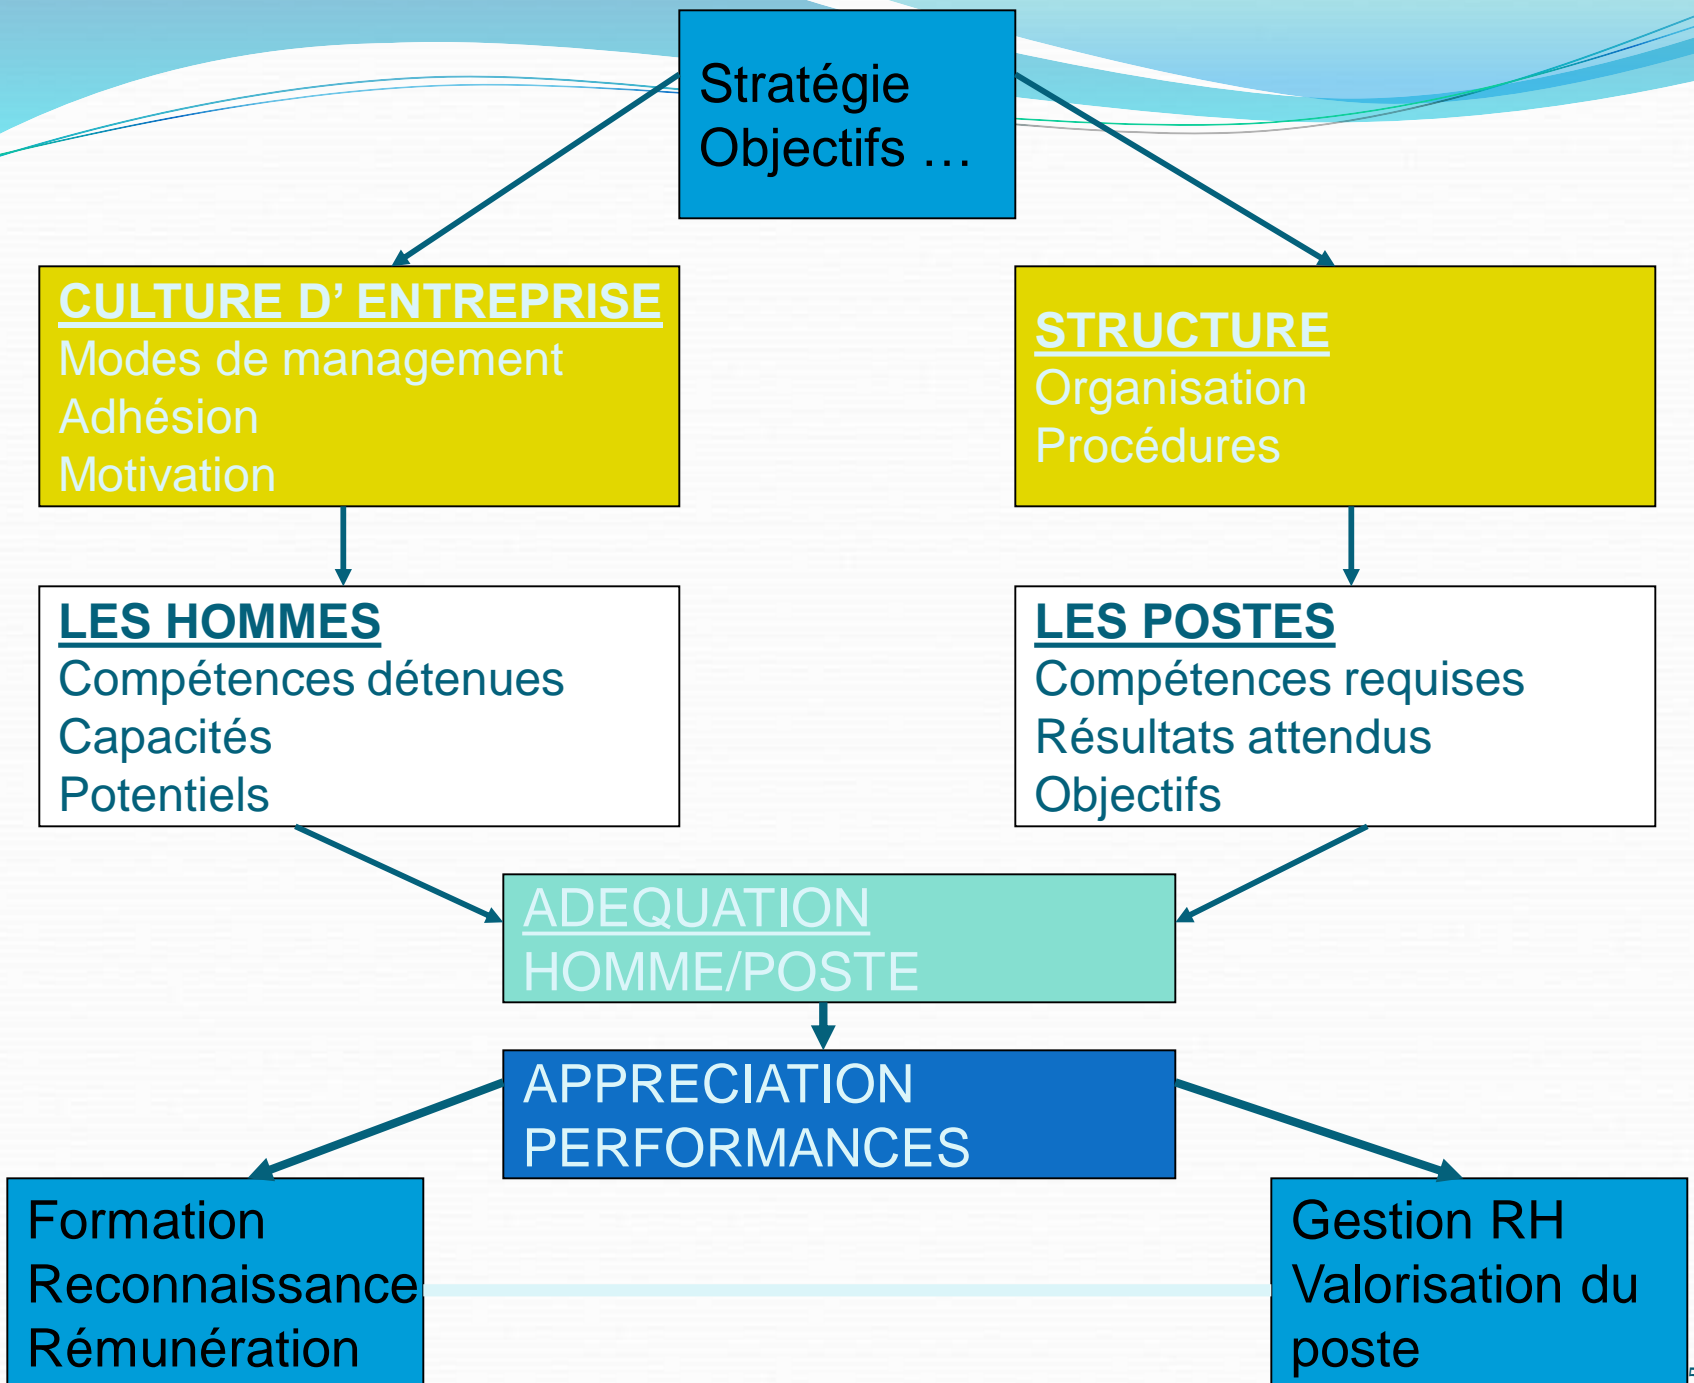 Stratégie
Objectifs …
CULTURE D’ ENTREPRISE
Modes de management
Adhésion
Motivation
STRUCTURE
Organisation
Procédures
LES HOMMES
Compétences détenues
Capacités
Potentiels
LES POSTES
Compétences requises
Résultats attendus
Objectifs
ADEQUATION
HOMME/POSTE
APPRECIATION
PERFORMANCES
Formation
Reconnaissance
Rémunération
Gestion RH
Valorisation du
poste